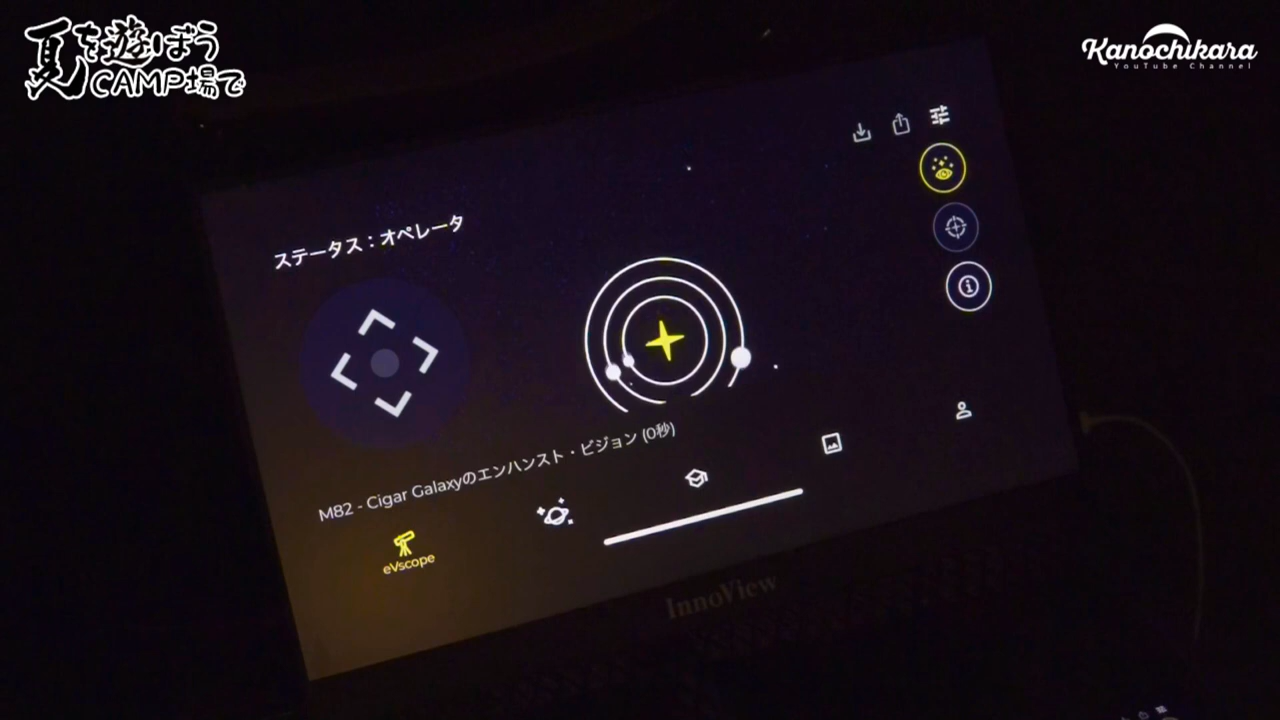 夏を遊ぼう
CAMP場で
Kanochikara
YouTube Channel
ステータス：オペレータ
M82 - Cigar Galaxyのエンハンスト・ビジョン (0秒)
eVscope
InnoView